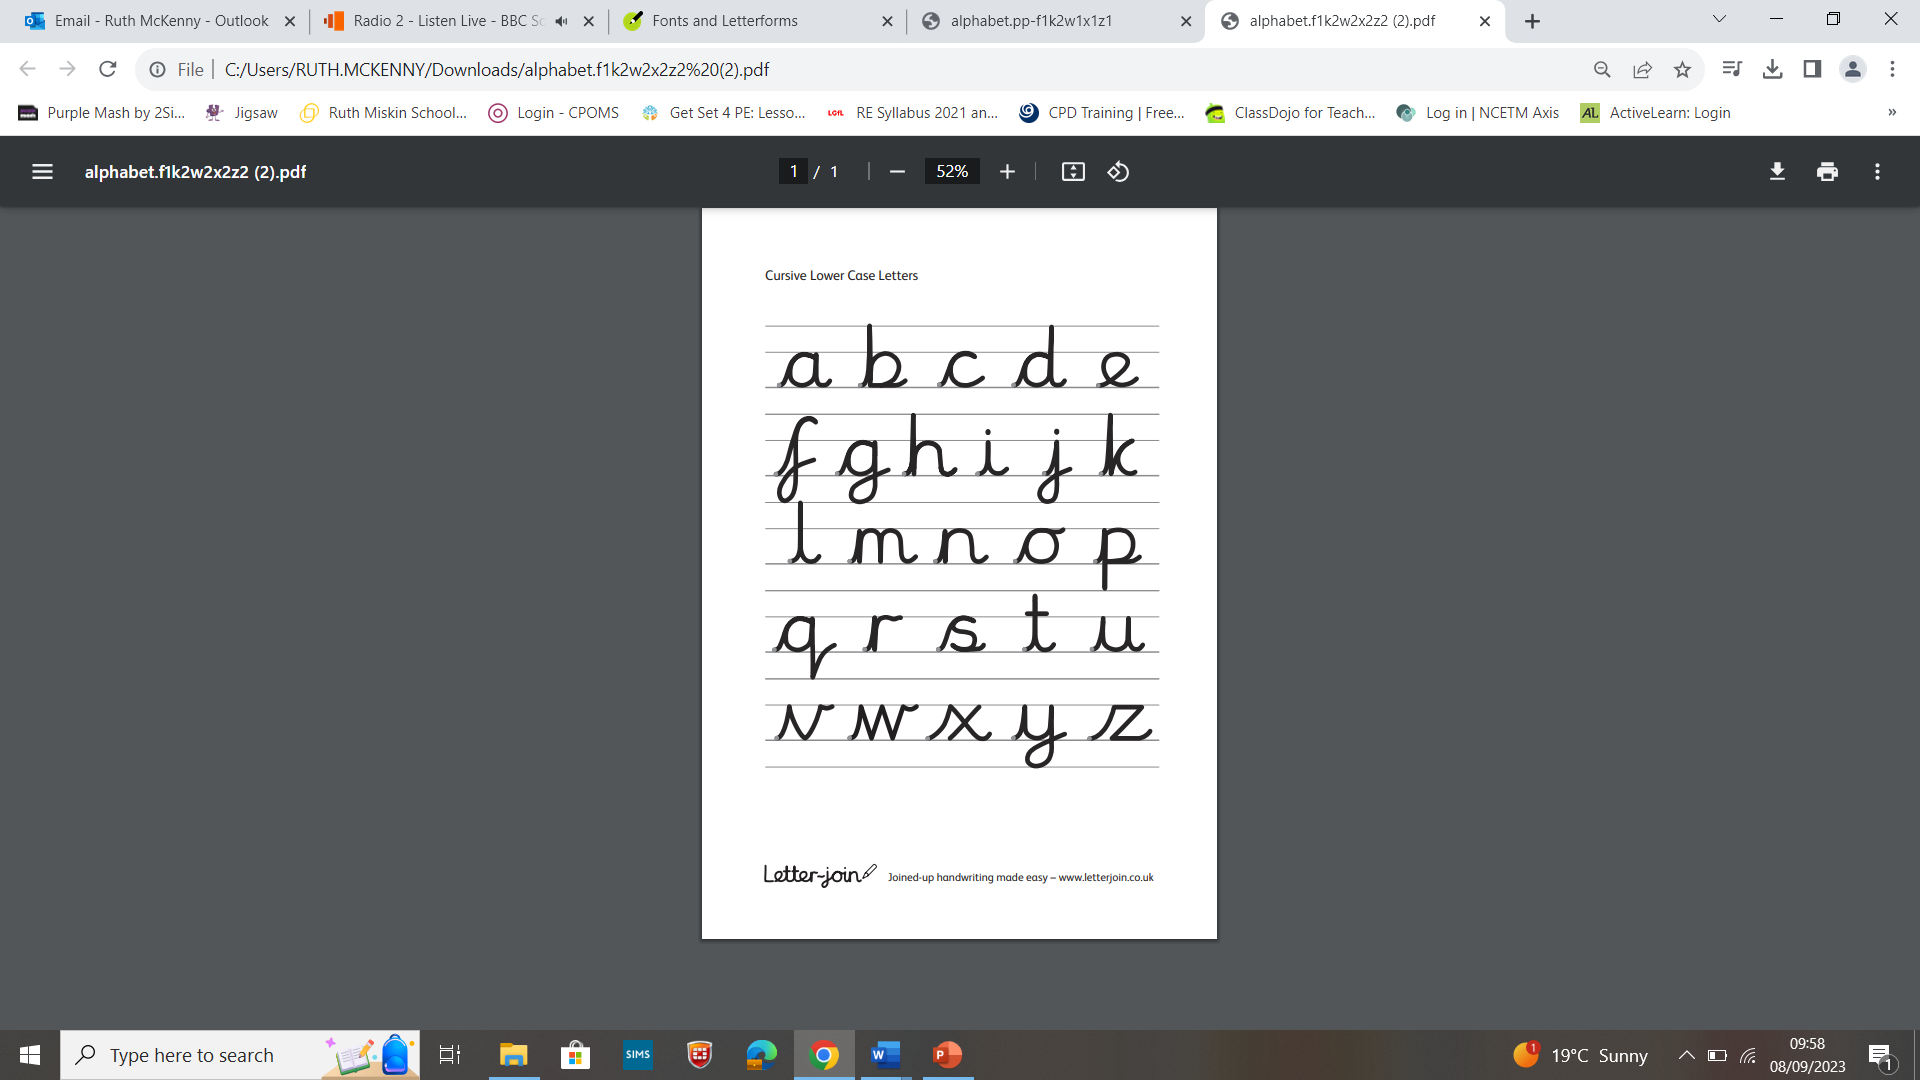 Email - Ruth McKenny - Outlook
Radio 2 - Listen Live - BBC So
Fonts and Letterforms
alphabet.pp-f1k2w1x1z1
alphabet.f1k2w2x2z2 (2).pdf
File
C:/Users/RUTH.MCKENNY/Downloads/alphabet.f1k2w2x2z2%20(2).pdf
Purple Mash by 2Si...
Jigsaw
Ruth Miskin School...
Login - CPOMS
Get Set 4 PE: Lesso...
RE Syllabus 2021 an...
CPD Training | Free...
ClassDojo for Teach...
Log in | NCETM Axis
AL
ActiveLearn: Login
»
alphabet.f1k2w2x2z2 (2).pdf
1 / 1
52%
Cursive Lower Case Letters
a b c d e
f g h i j k
l m n o p
q r s t u
v w x y z
Letter-join
Joined-up handwriting made easy – www.letterjoin.co.uk
Type here to search
SIMS
W
P
1
19°C Sunny
09:58
08/09/2023
1